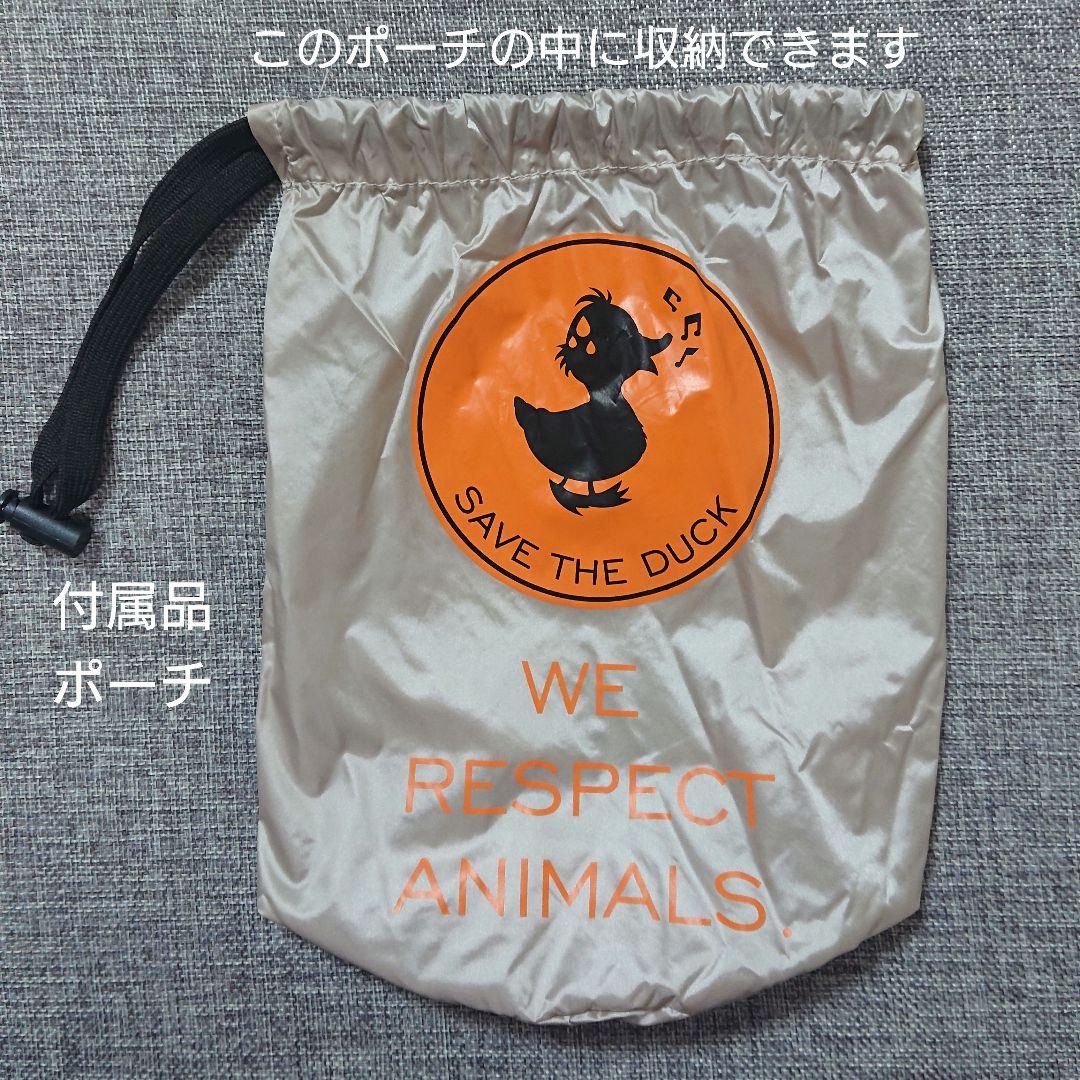 このポーチの中に収納できます
SAVE THE DUCK
付属品
ポーチ
WE
RESPECT
ANIMALS.